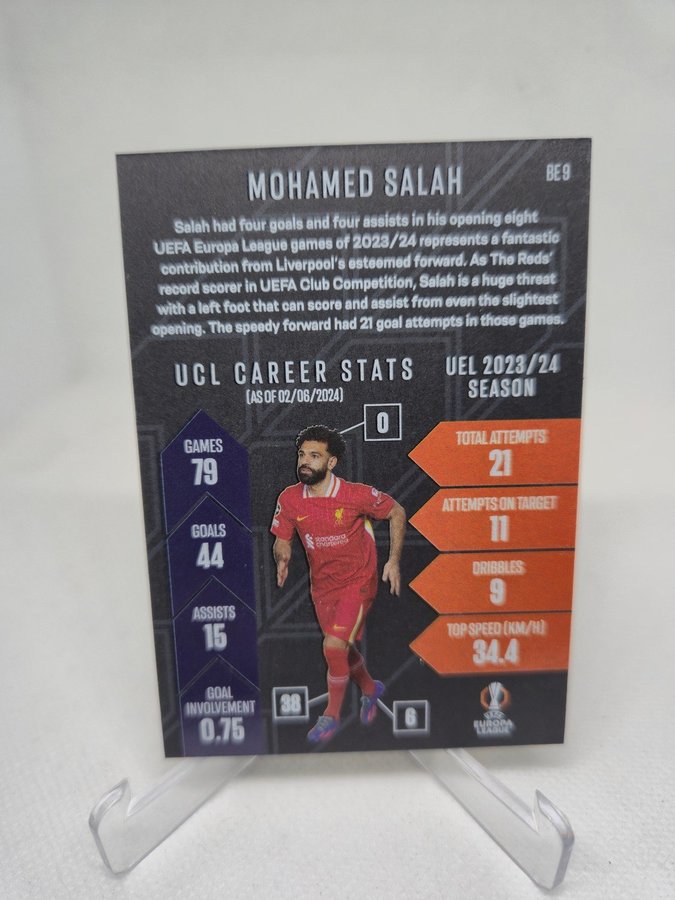 MOHAMED SALAH
BE 9
Salah had four goals and four assists in his opening eight
UEFA Europa League games of 2023/24 represents a fantastic
contribution from Liverpool's esteemed forward. As The Reds'
record scorer in UEFA Club Competition, Salah is a huge threat
with a left foot that can score and assist from even the slightest
opening. The speedy forward had 21 goal attempts in those games.
UCL CAREER STATS
(AS OF 02/06/2024)
UEL 2023/24
SEASON
GAMES
79
GOALS
44
ASSISTS
15
GOAL
INVOLVEMENT
0.75
0
38
6
standard
chartered
TOTAL ATTEMPTS
21
ATTEMPTS ON TARGET
11
DRIBBLES
9
TOP SPEED (KM/H)
34.4
UEFA
EUROPA
LEAGUE